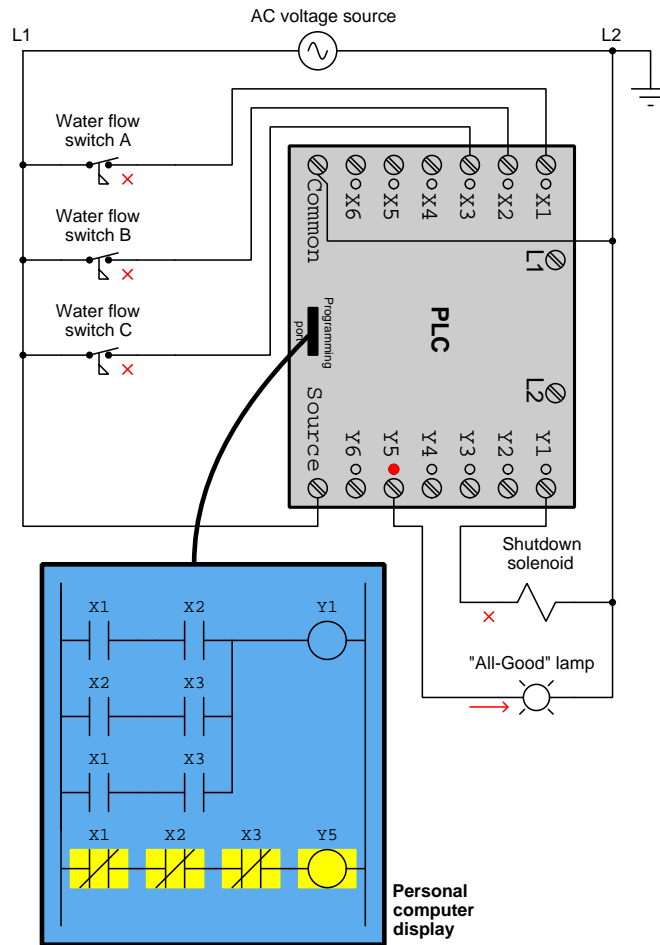 AC voltage source
L1
L2
Water flow
switch A
Water flow
switch B
Water flow
switch C
Common
X6
X5
X4
X3
X2
X1
L1
Programming
port
PLC
L2
Source
Y6
Y5
Y4
Y3
Y2
Y1
Shutdown
solenoid
"All-Good" lamp
X1
X2
Y1
X2
X3
X1
X3
X1
X2
X3
Y5
Personal
computer
display